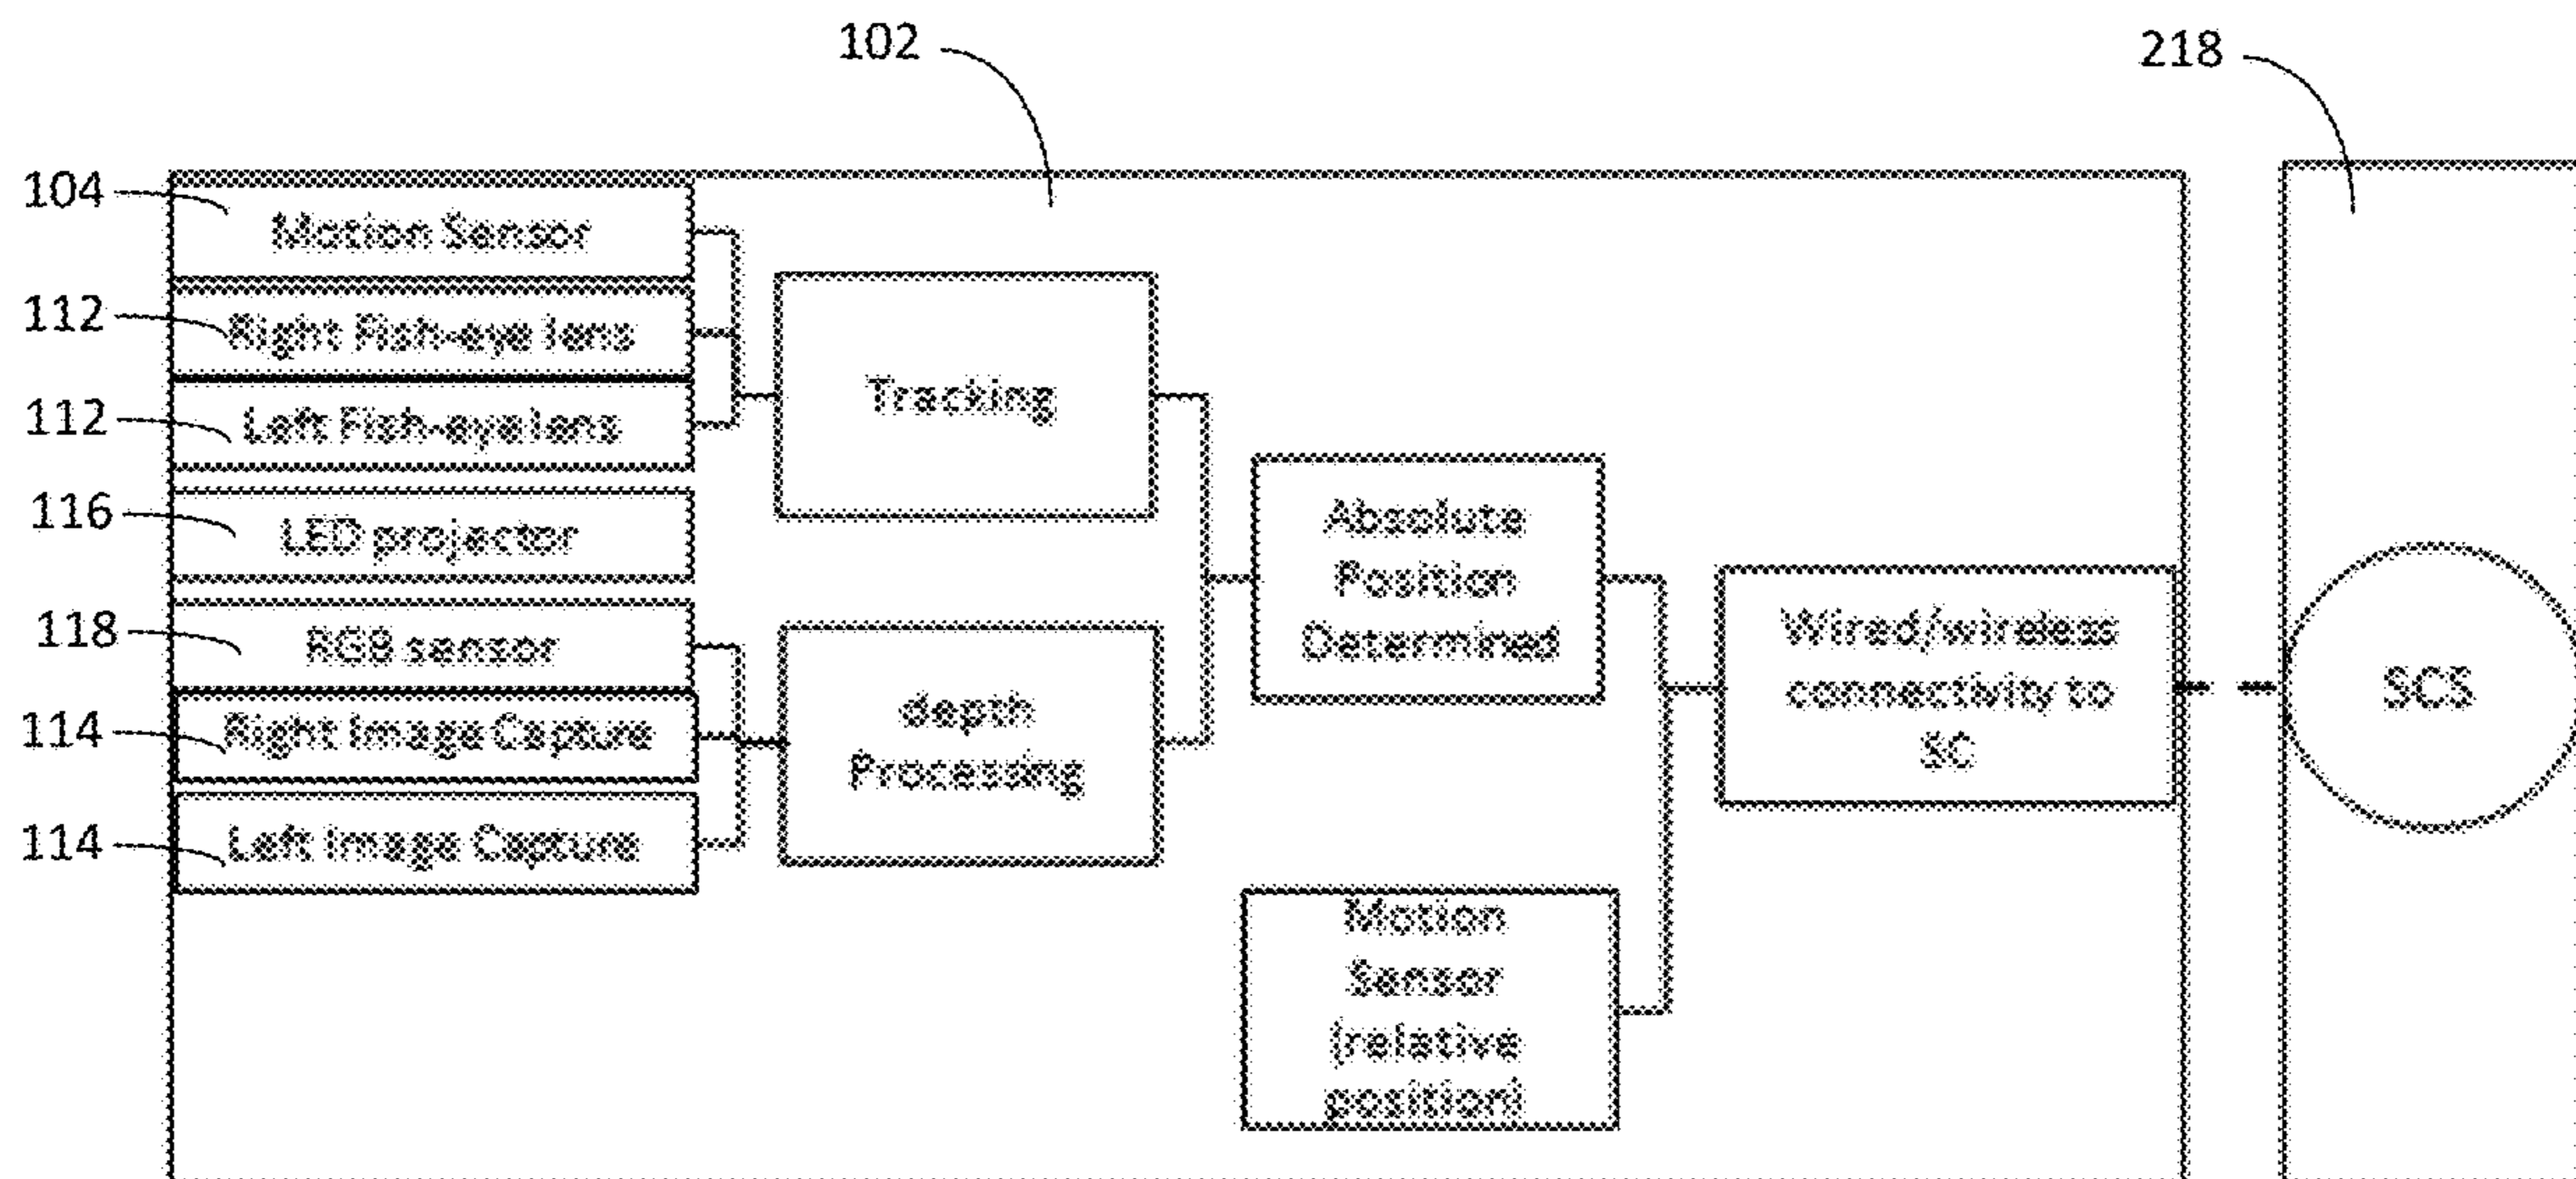 102
218
104
Motion Sensor
112
Right Fish-eye lens
112
Left Fish-eye lens
116
LED projector
118
RGB sensor
114
Right Image Capture
114
Left Image Capture
Tracking
depth
Processing
Absolute
Position
Determined
Motion
Sensor
(relative
position)
Wired/wireless
connectivity to
SC
SCS